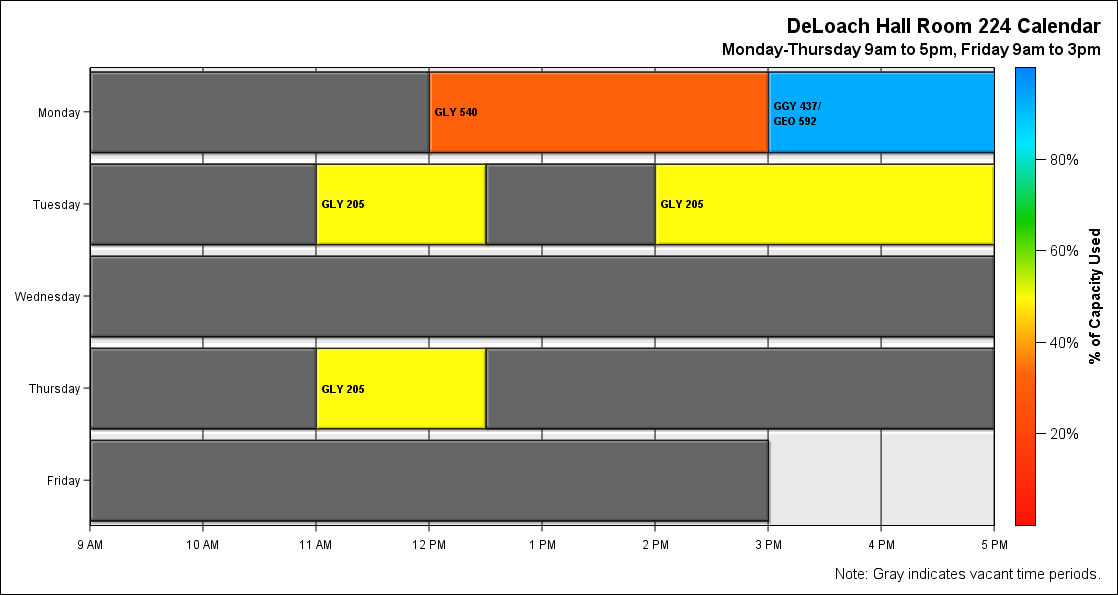 DeLoach Hall Room 224 Calendar
Monday-Thursday 9am to 5pm, Friday 9am to 3pm
Monday
GLY 540
GGY 437/
GEO 592
Tuesday
GLY 205
GLY 205
Wednesday
Thursday
GLY 205
Friday
9 AM
10 AM
11 AM
12 PM
1 PM
2 PM
3 PM
4 PM
5 PM
80%
60%
40%
20%
% of Capacity Used
Note: Gray indicates vacant time periods.